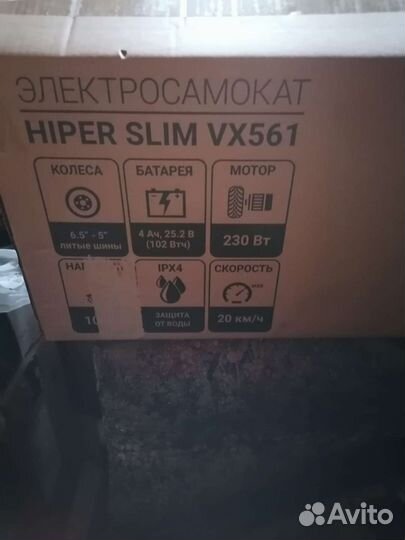 ЭЛЕКТРОСАМОКАТ
HIPER SLIM VX561
КОЛЕСА
6.5" - 5"
литые шины
БАТАРЕЯ
4 Ач, 25.2 В
(102 Втч)
МОТОР
230 Вт
IPX4
ЗАЩИТА
ОТ ВОДЫ
СКОРОСТЬ
MAX
20 км/ч
Avito